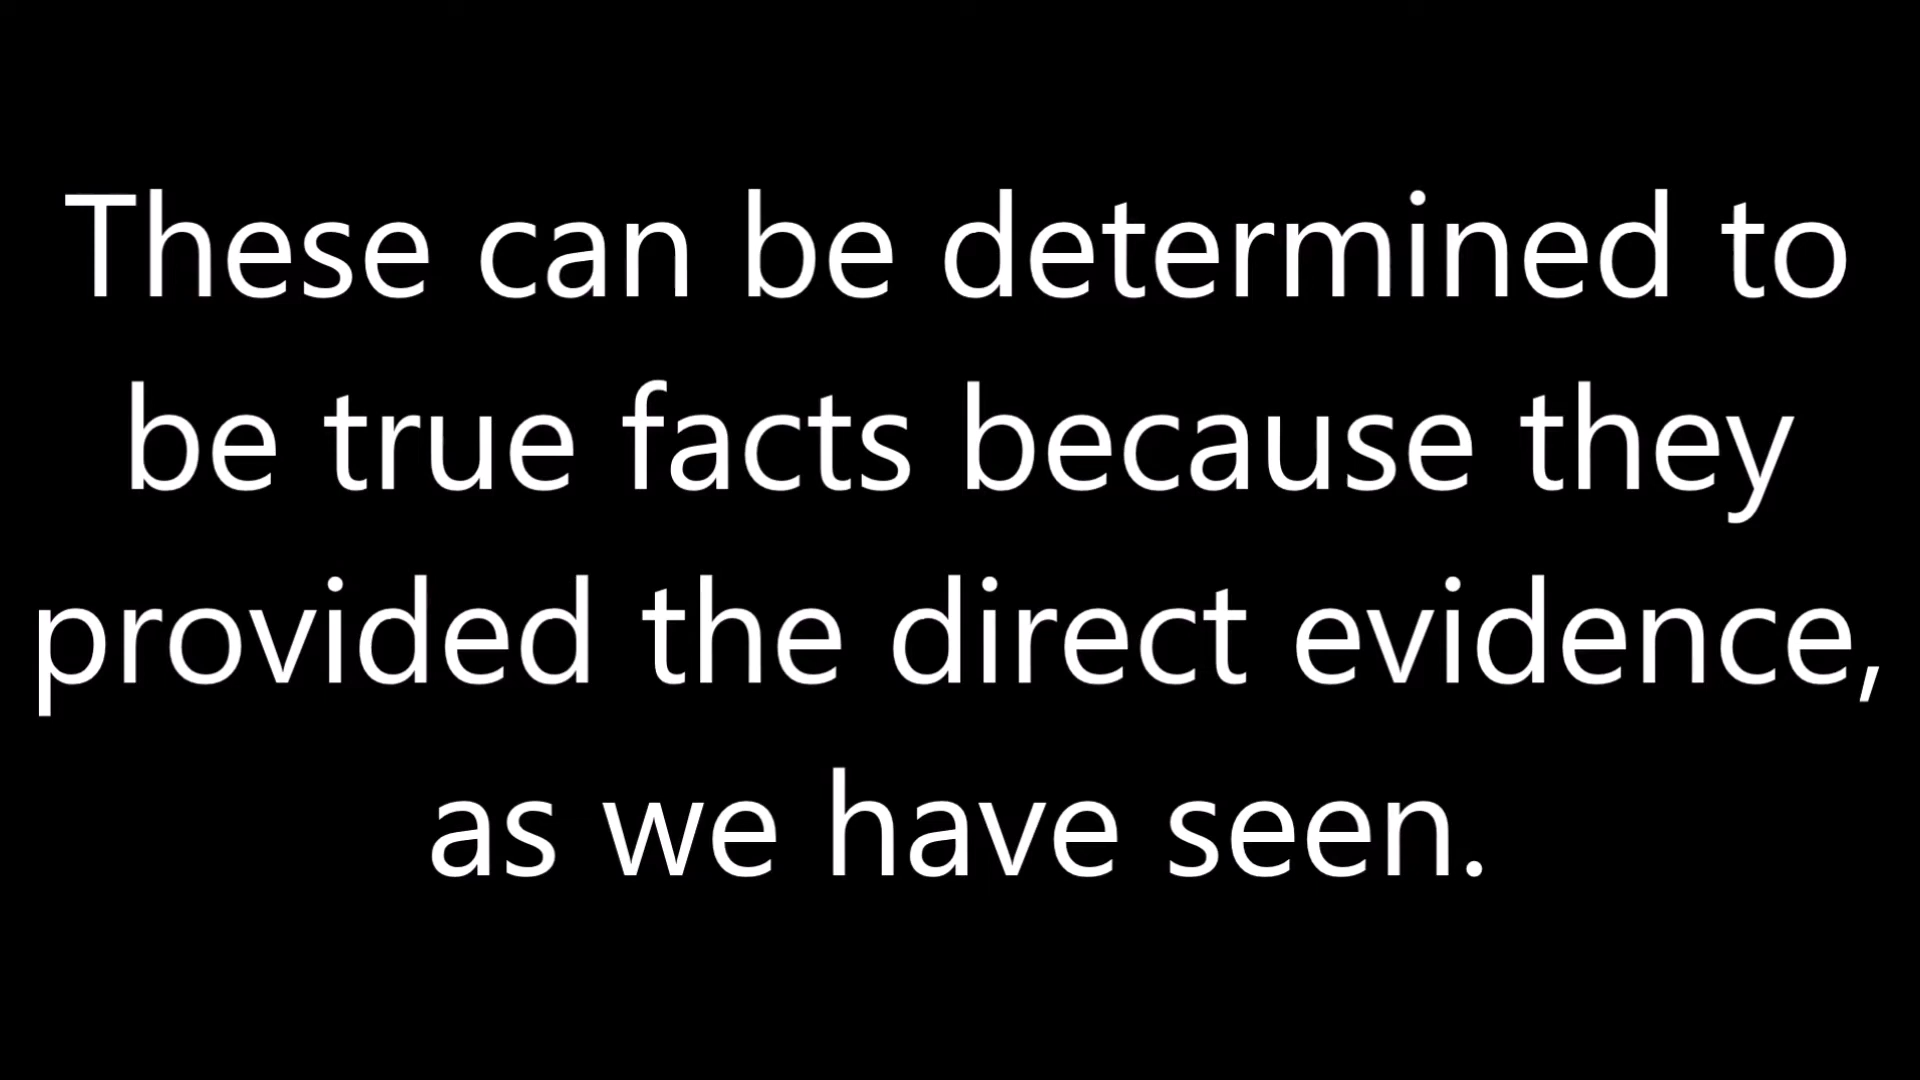 These can be determined to
be true facts because they
provided the direct evidence,
as we have seen.